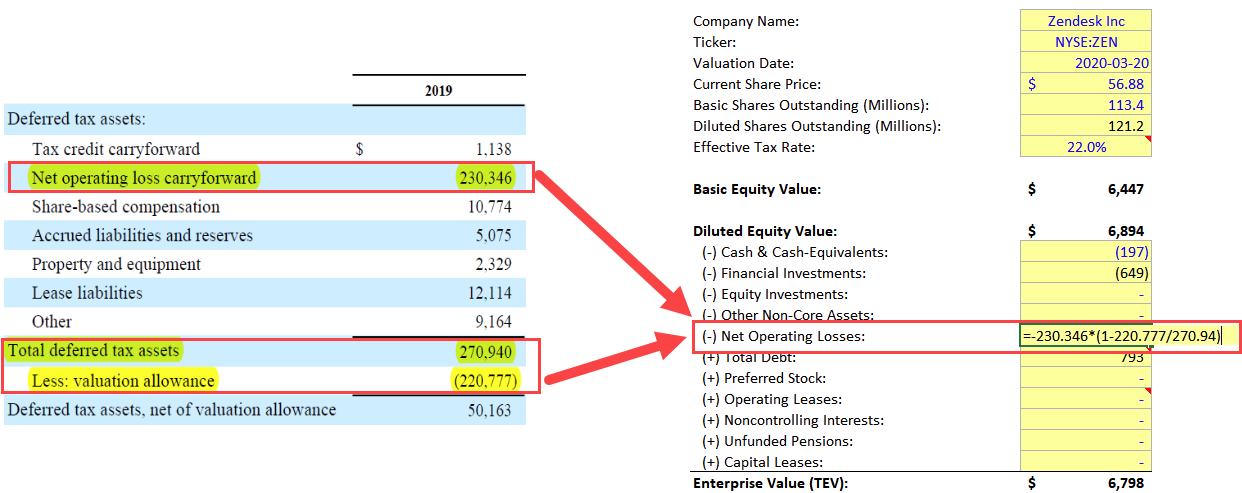 2019
Deferred tax assets:
Tax credit carryforward $ 1,138
Net operating loss carryforward 230,346
Share-based compensation 10,774
Accrued liabilities and reserves 5,075
Property and equipment 2,329
Lease liabilities 12,114
Other 9,164
Total deferred tax assets 270,940
Less: valuation allowance (220,777)
Deferred tax assets, net of valuation allowance 50,163
Company Name: Zendesk Inc
Ticker: NYSE:ZEN
Valuation Date: 2020-03-20
Current Share Price: $ 56.88
Basic Shares Outstanding (Millions): 113.4
Diluted Shares Outstanding (Millions): 121.2
Effective Tax Rate: 22.0%
Basic Equity Value: $ 6,447
Diluted Equity Value: $ 6,894
(-) Cash & Cash-Equivalents: (197)
(-) Financial Investments: (649)
(-) Equity Investments: -
(-) Other Non-Core Assets: -
(-) Net Operating Losses: =-230.346*(1-220.777/270.94)
(+) Total Debt: 793
(+) Preferred Stock: -
(+) Operating Leases: -
(+) Noncontrolling Interests: -
(+) Unfunded Pensions: -
(+) Capital Leases: -
Enterprise Value (TEV): $ 6,798